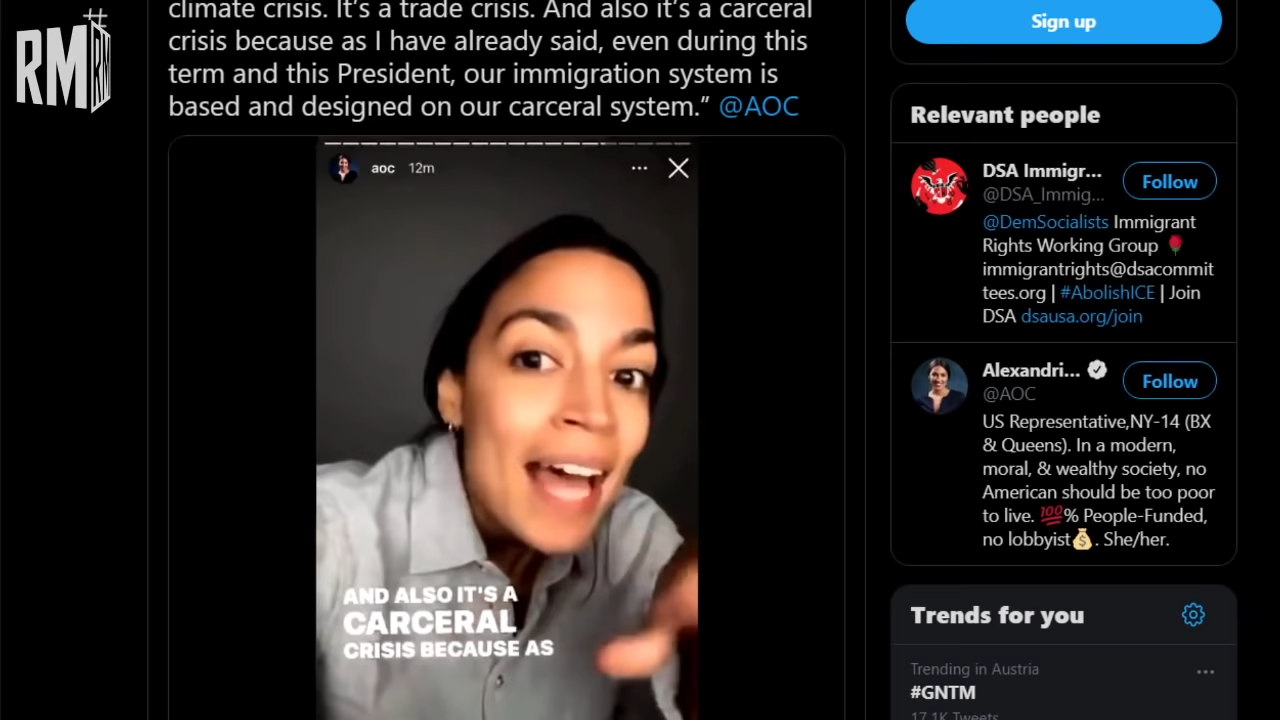 #
RM
RM
climate crisis. It's a trade crisis. And also it's a carceral
crisis because as I have already said, even during this
term and this President, our immigration system is
based and designed on our carceral system.” @AOC
aoc 12m
AND ALSO IT'S A
CARCERAL
CRISIS BECAUSE AS
Sign up
Relevant people
DSA Immigr...
@DSA_Immig...
Follow
@DemSocialists Immigrant
Rights Working Group 🌹
immigrantrights@dsacommit
tees.org | #AbolishICE | Join
DSA dsausa.org/join
Alexandri...
@AOC
Follow
US Representative,NY-14 (BX
& Queens). In a modern,
moral, & wealthy society, no
American should be too poor
to live. 💯% People-Funded,
no lobbyist💰. She/her.
Trends for you
Trending in Austria
#GNTM
17.1K Tweets